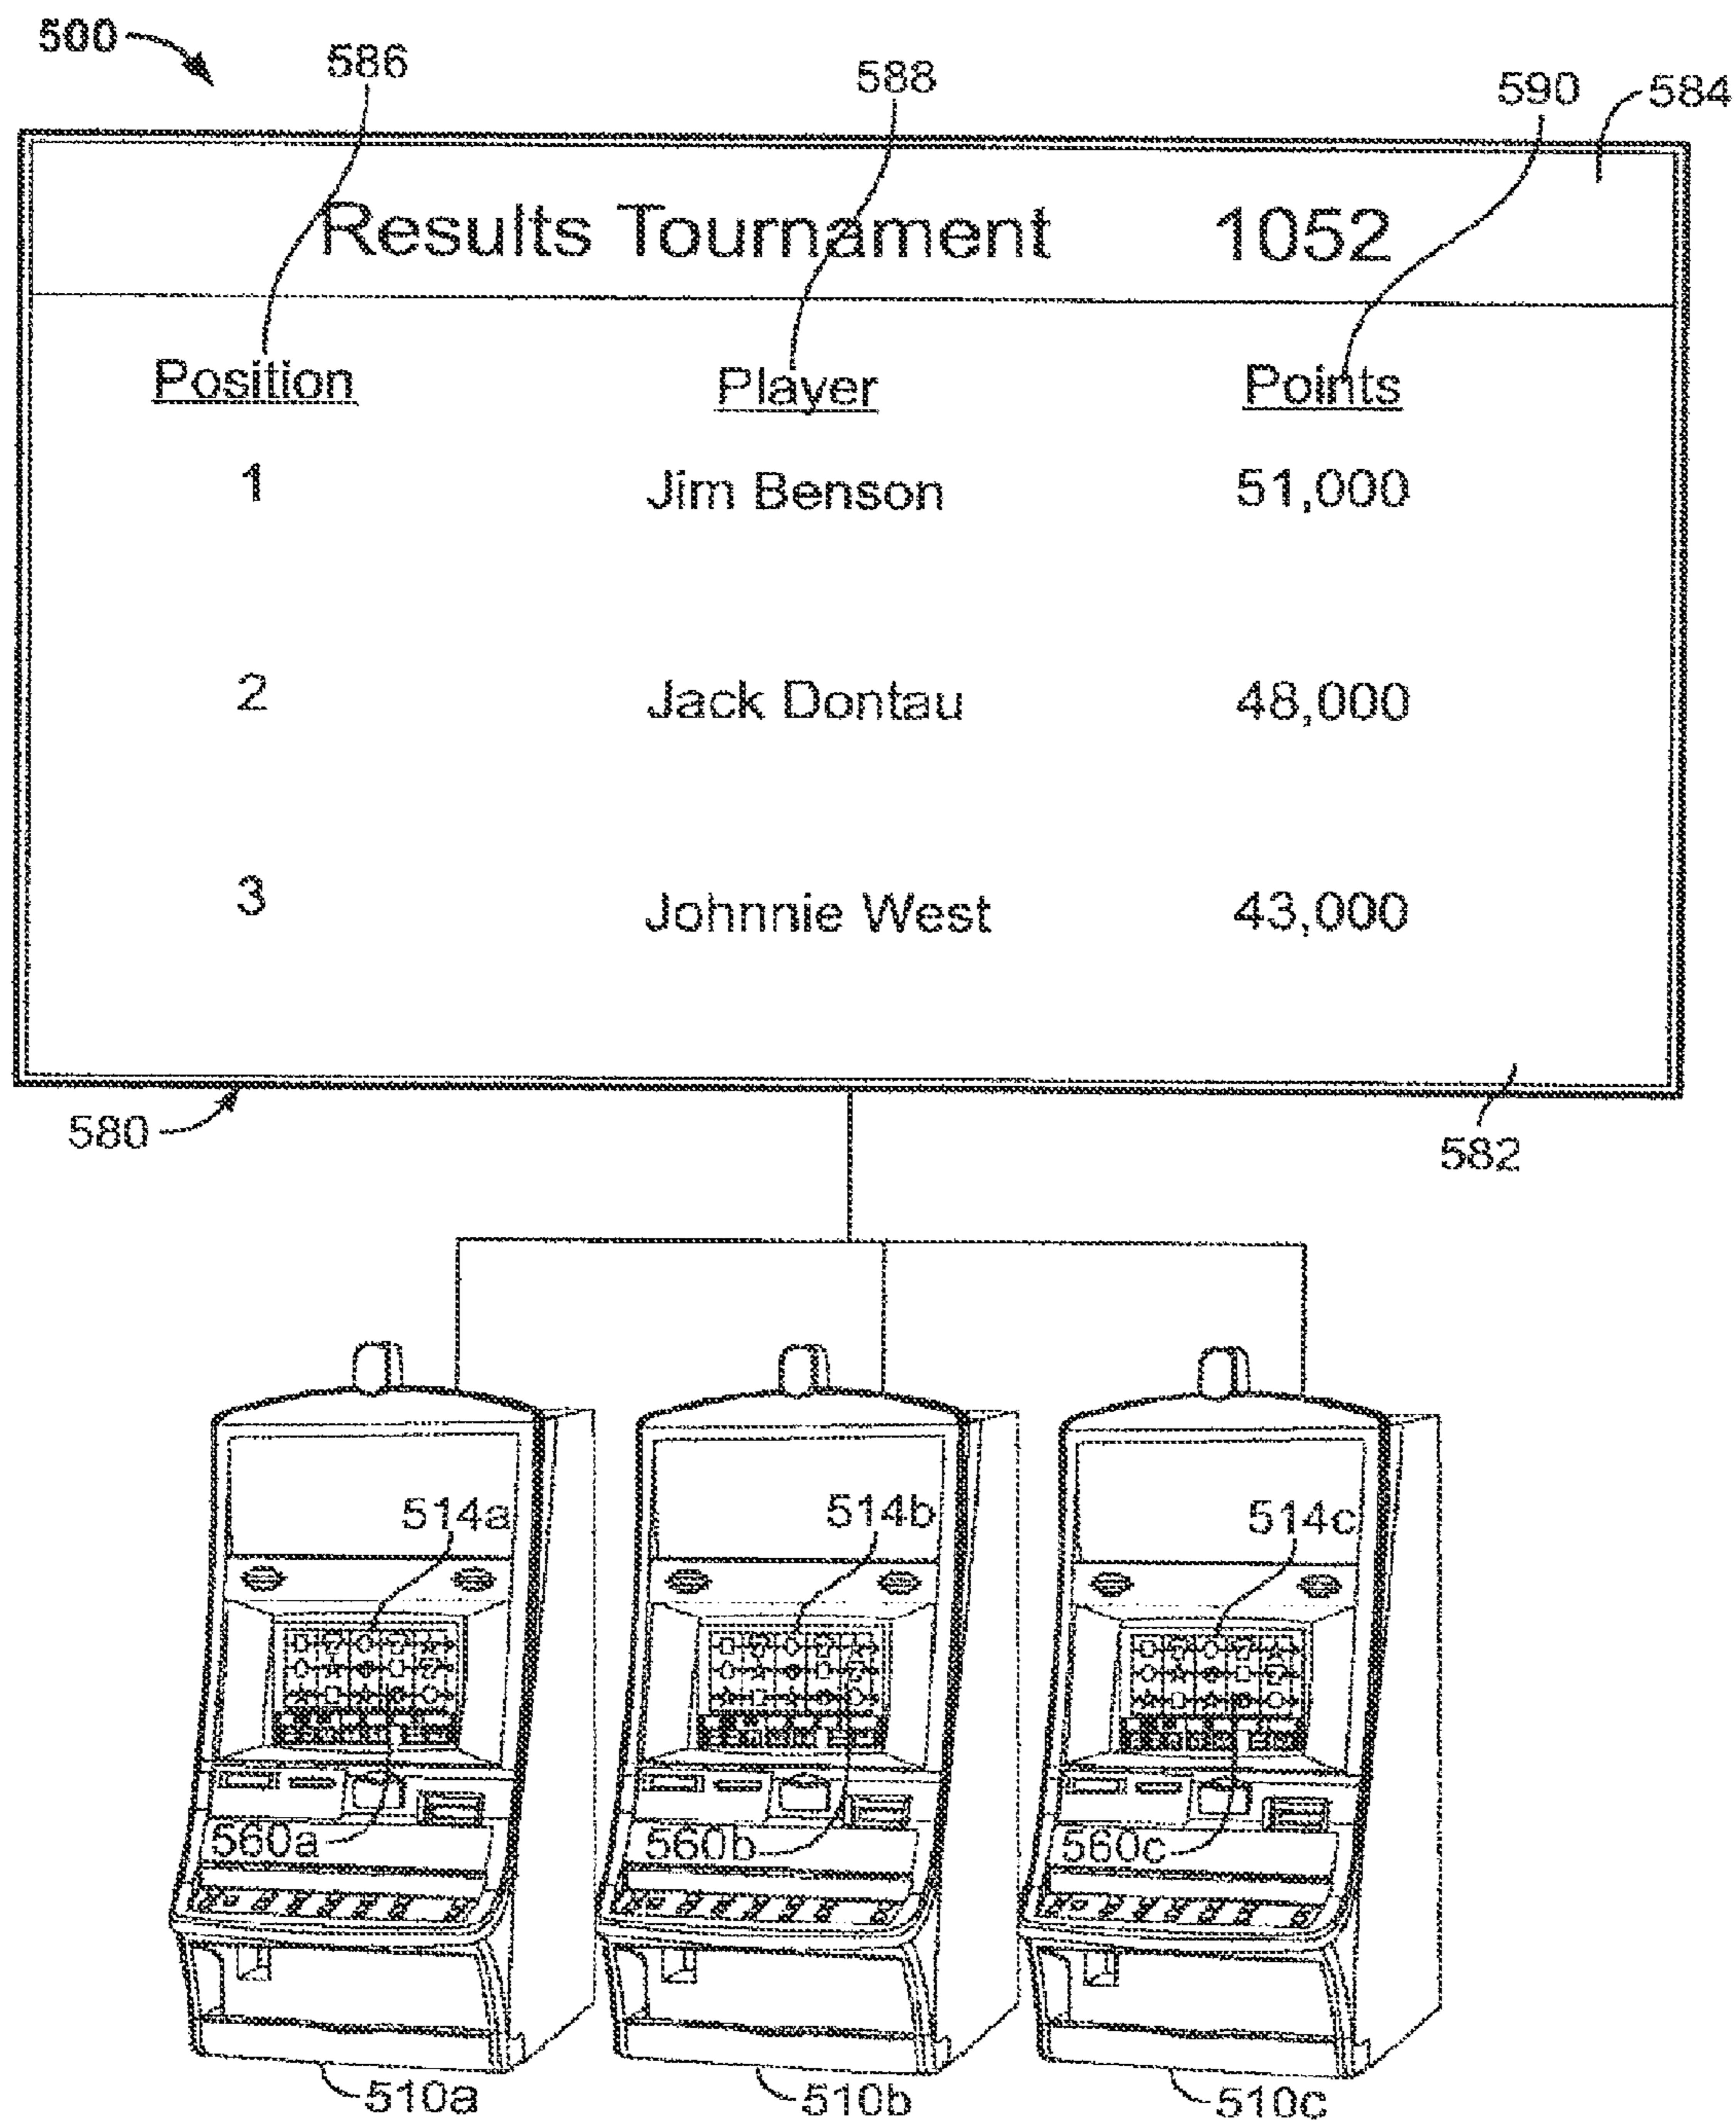 500
586
588
590
584
Results Tournament 1052
Position Player Points
1 Jim Benson 51,000
2 Jack Dontau 48,000
3 Johnnie West 43,000
580
582
514a 514b 514c
560a 560b 560c
510a 510b 510c